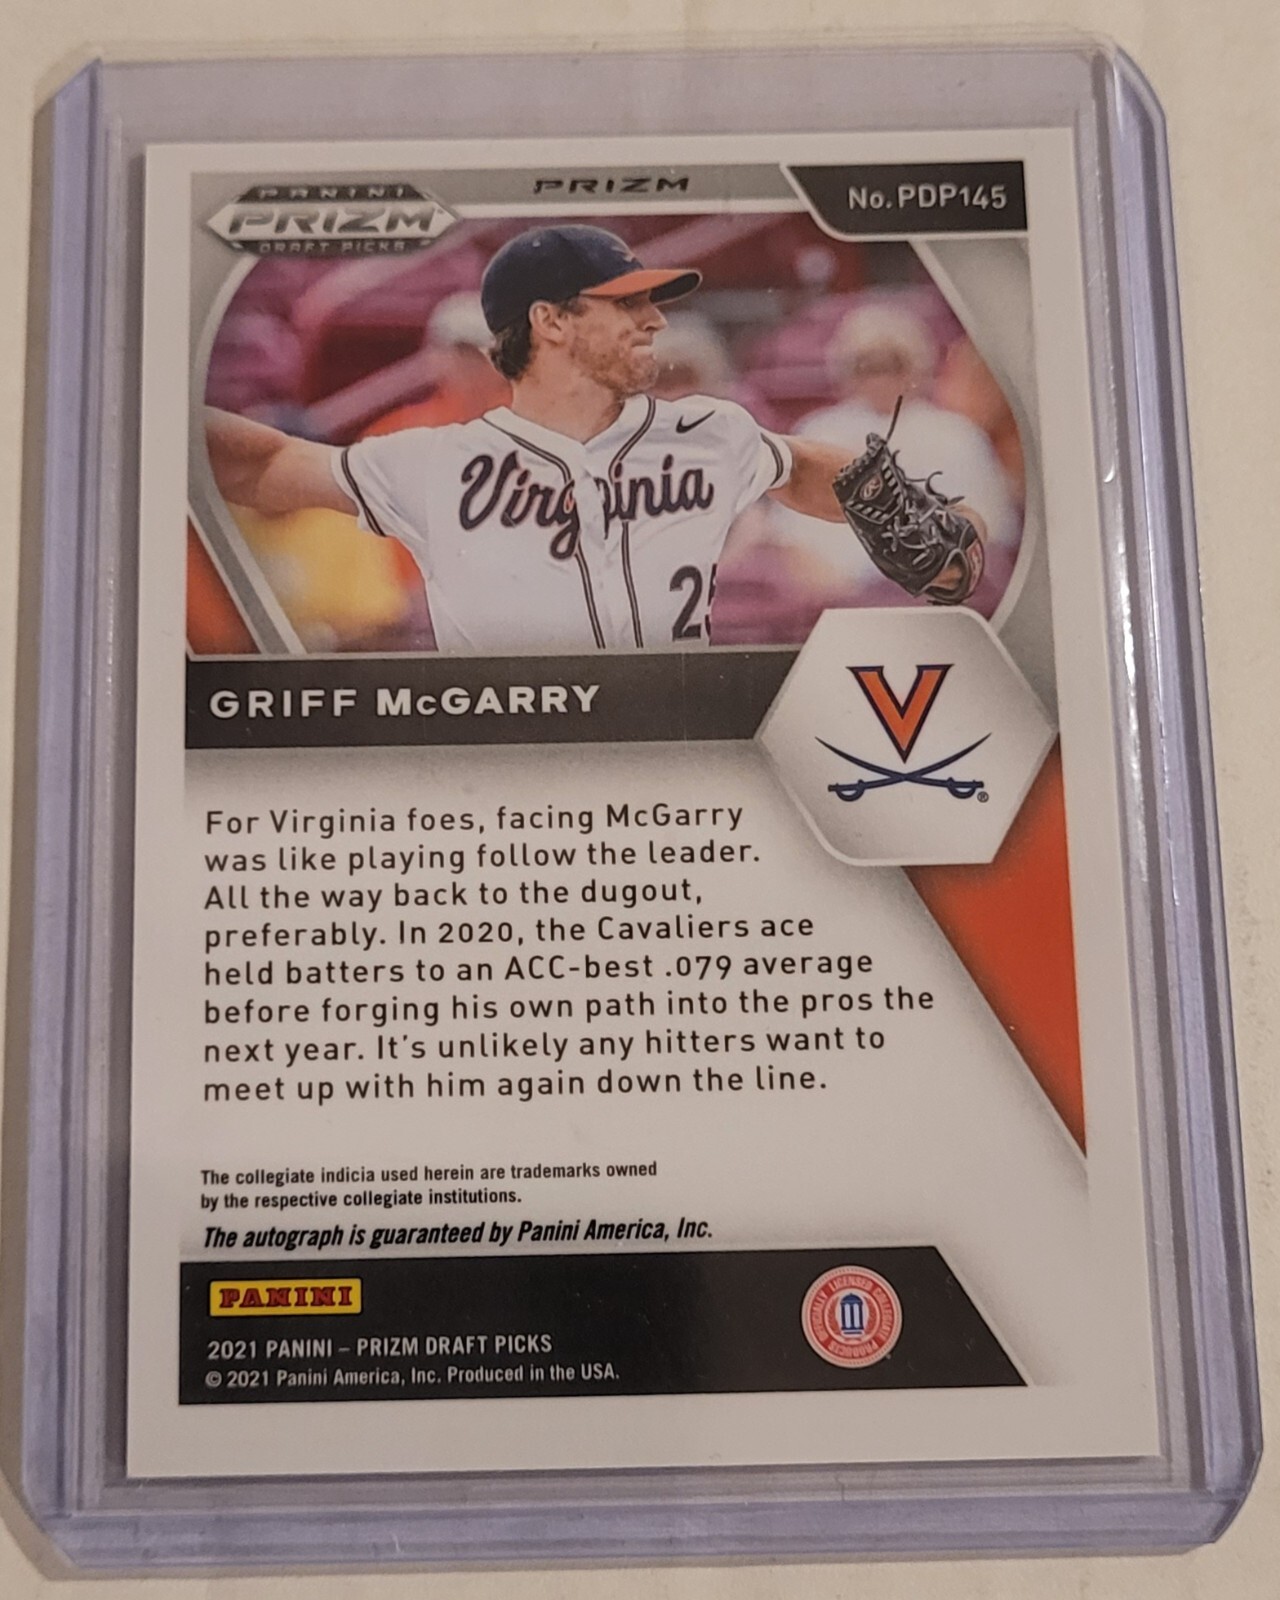 PANINI
PRIZM
DRAFT PICKS
PRIZM
No. PDP145
Virginia
25
GRIFF McGARRY
V
®
For Virginia foes, facing McGarry
was like playing follow the leader.
All the way back to the dugout,
preferably. In 2020, the Cavaliers ace
held batters to an ACC-best .079 average
before forging his own path into the pros the
next year. It's unlikely any hitters want to
meet up with him again down the line.
The collegiate indicia used herein are trademarks owned
by the respective collegiate institutions.
The autograph is guaranteed by Panini America, Inc.
PANINI
2021 PANINI – PRIZM DRAFT PICKS
© 2021 Panini America, Inc. Produced in the USA.
OFFICIALLY LICENSED COLLEGIATE PRODUCTS